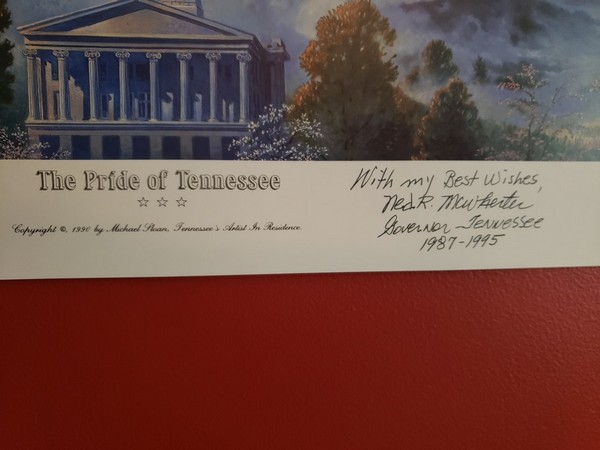 The Pride of Tennessee
Copyright ©, 1990 by Michael Sloan, Tennessee's Artist In Residence.
With my Best Wishes,
Ned R. McWherter
Governor Tennessee
1987-1995